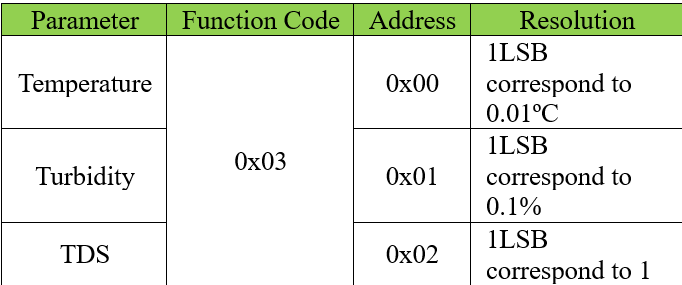 Parameter Function Code Address Resolution
Temperature 0x03 0x00 1LSB
correspond to
0.01ºC
Turbidity 0x01 1LSB
correspond to
0.1%
TDS 0x02 1LSB
correspond to 1